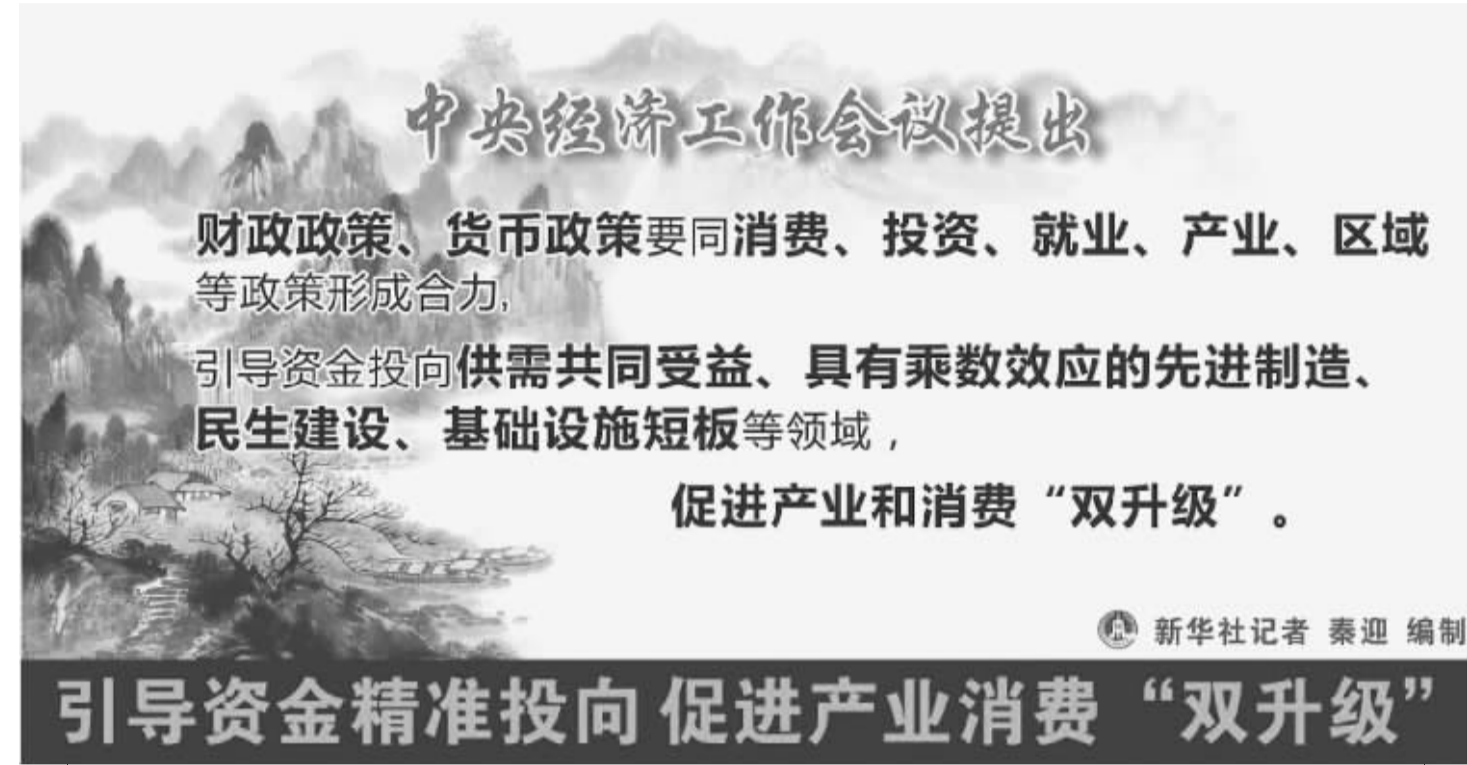 中央经济工作会议提出
财政政策、货币政策要同消费、投资、就业、产业、区域
等政策形成合力,
引导资金投向供需共同受益、具有乘数效应的先进制造、
民生建设、基础设施短板等领域,
促进产业和消费“双升级”。
新华社记者 秦迎 编制
引导资金精准投向 促进产业消费“双升级”